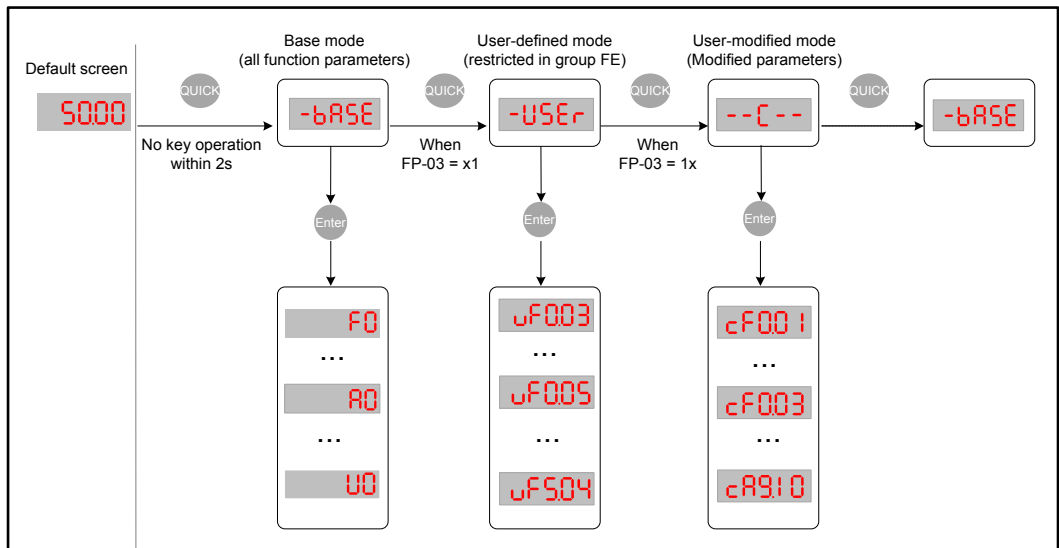 Default screen
50.00
QUICK
No key operation
within 2s
Base mode
(all function parameters)
-bASE
QUICK
When
FP-03 = x1
User-defined mode
(restricted in group FE)
-USEr
QUICK
When
FP-03 = 1x
User-modified mode
(Modified parameters)
--C--
QUICK
-bASE
Enter
Enter
Enter
F0
...
A0
...
U0
uF0.03
...
uF0.05
...
uF5.04
cF0.01
...
cF0.03
...
cA9.10